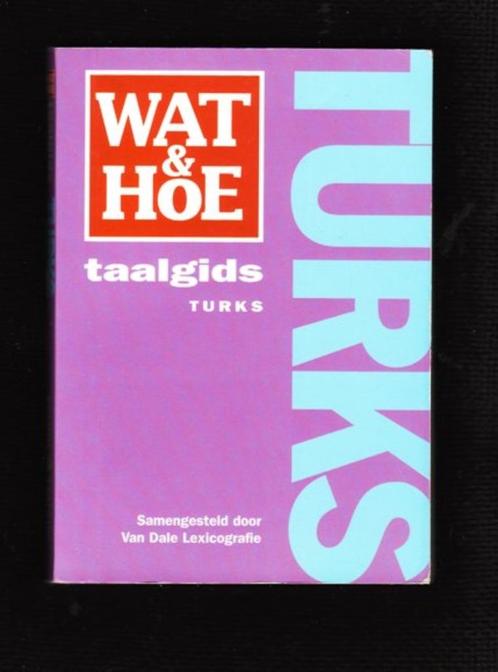 WAT
&
HOE
taalgids
TURKS
TURKS
Samengesteld door
Van Dale Lexicografie